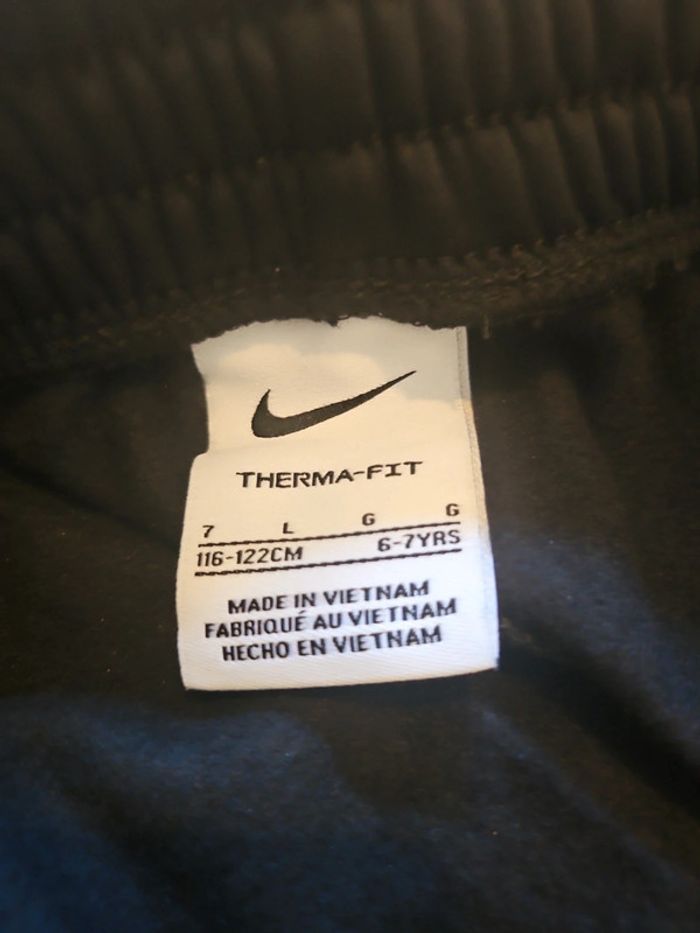 THERMA-FIT
7 L G G
116-122CM 6-7YRS
MADE IN VIETNAM
FABRIQUÉ AU VIETNAM
HECHO EN VIETNAM